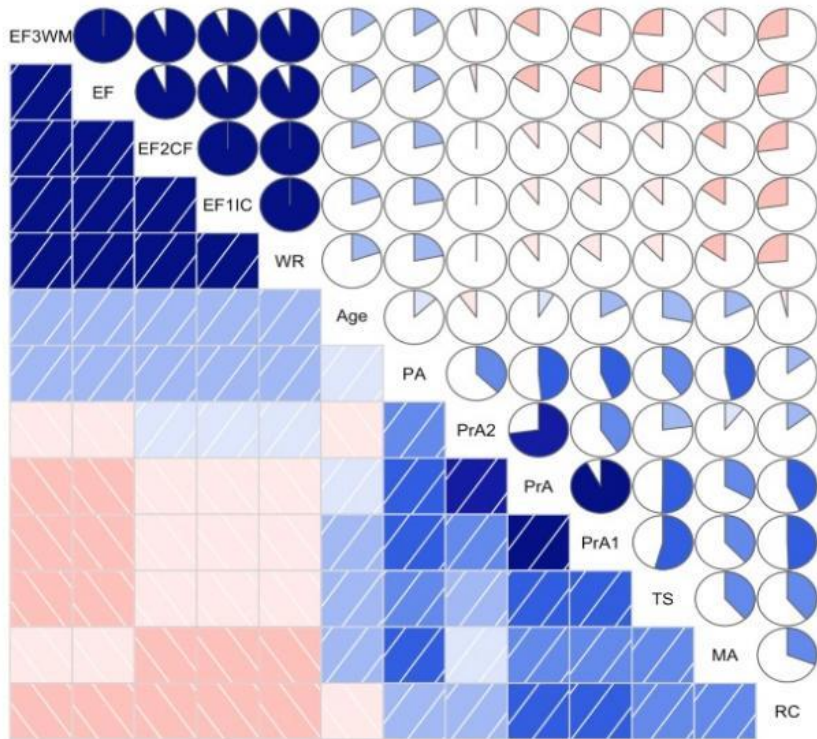 EF3WM
EF
EF2CF
EF1IC
WR
Age
PA
PrA2
PrA
PrA1
TS
MA
RC